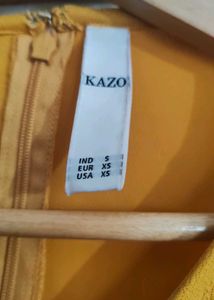 KAZO
IND S
EUR XS
USA XS